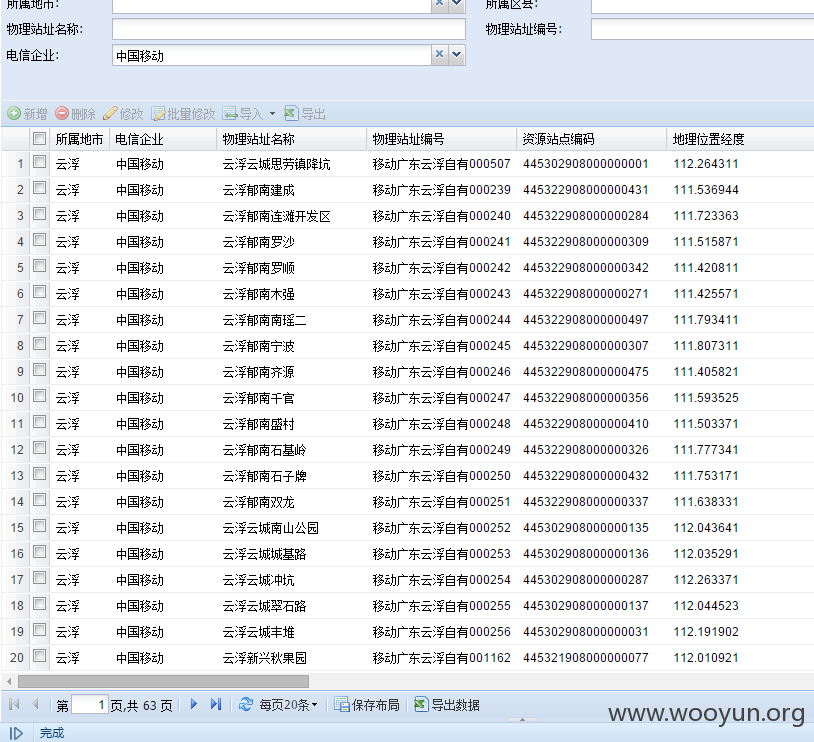 所属地市: 所属区县:
物理站址名称: 物理站址编号:
电信企业: 中国移动
新增 删除 修改 批量修改 导入 导出
所属地市 电信企业 物理站址名称 物理站址编号 资源站点编码 地理位置经度
1 云浮 中国移动 云浮云城思劳镇降坑 移动广东云浮自有000507 445302908000000001 112.264311
2 云浮 中国移动 云浮郁南建成 移动广东云浮自有000239 445322908000000431 111.536944
3 云浮 中国移动 云浮郁南连滩开发区 移动广东云浮自有000240 445322908000000284 111.723363
4 云浮 中国移动 云浮郁南罗沙 移动广东云浮自有000241 445322908000000309 111.515871
5 云浮 中国移动 云浮郁南罗顺 移动广东云浮自有000242 445322908000000342 111.420811
6 云浮 中国移动 云浮郁南木强 移动广东云浮自有000243 445322908000000271 111.425571
7 云浮 中国移动 云浮郁南南瑶二 移动广东云浮自有000244 445322908000000497 111.793411
8 云浮 中国移动 云浮郁南宁波 移动广东云浮自有000245 445322908000000307 111.807311
9 云浮 中国移动 云浮郁南齐源 移动广东云浮自有000246 445322908000000475 111.405821
10 云浮 中国移动 云浮郁南千官 移动广东云浮自有000247 445322908000000356 111.593525
11 云浮 中国移动 云浮郁南盛村 移动广东云浮自有000248 445322908000000410 111.503371
12 云浮 中国移动 云浮郁南石基岭 移动广东云浮自有000249 445322908000000326 111.777341
13 云浮 中国移动 云浮郁南石子牌 移动广东云浮自有000250 445322908000000432 111.753171
14 云浮 中国移动 云浮郁南双龙 移动广东云浮自有000251 445322908000000337 111.638331
15 云浮 中国移动 云浮云城南山公园 移动广东云浮自有000252 445302908000000135 112.043641
16 云浮 中国移动 云浮云城城基路 移动广东云浮自有000253 445302908000000136 112.035291
17 云浮 中国移动 云浮云城冲坑 移动广东云浮自有000254 445302908000000287 112.263371
18 云浮 中国移动 云浮云城翠石路 移动广东云浮自有000255 445302908000000137 112.044523
19 云浮 中国移动 云浮云城丰堆 移动广东云浮自有000256 445302908000000031 112.191902
20 云浮 中国移动 云浮新兴秋果园 移动广东云浮自有001162 445321908000000077 112.010921
第 1 页,共 63 页 每页20条 保存布局 导出数据
www.wooyun.org
完成